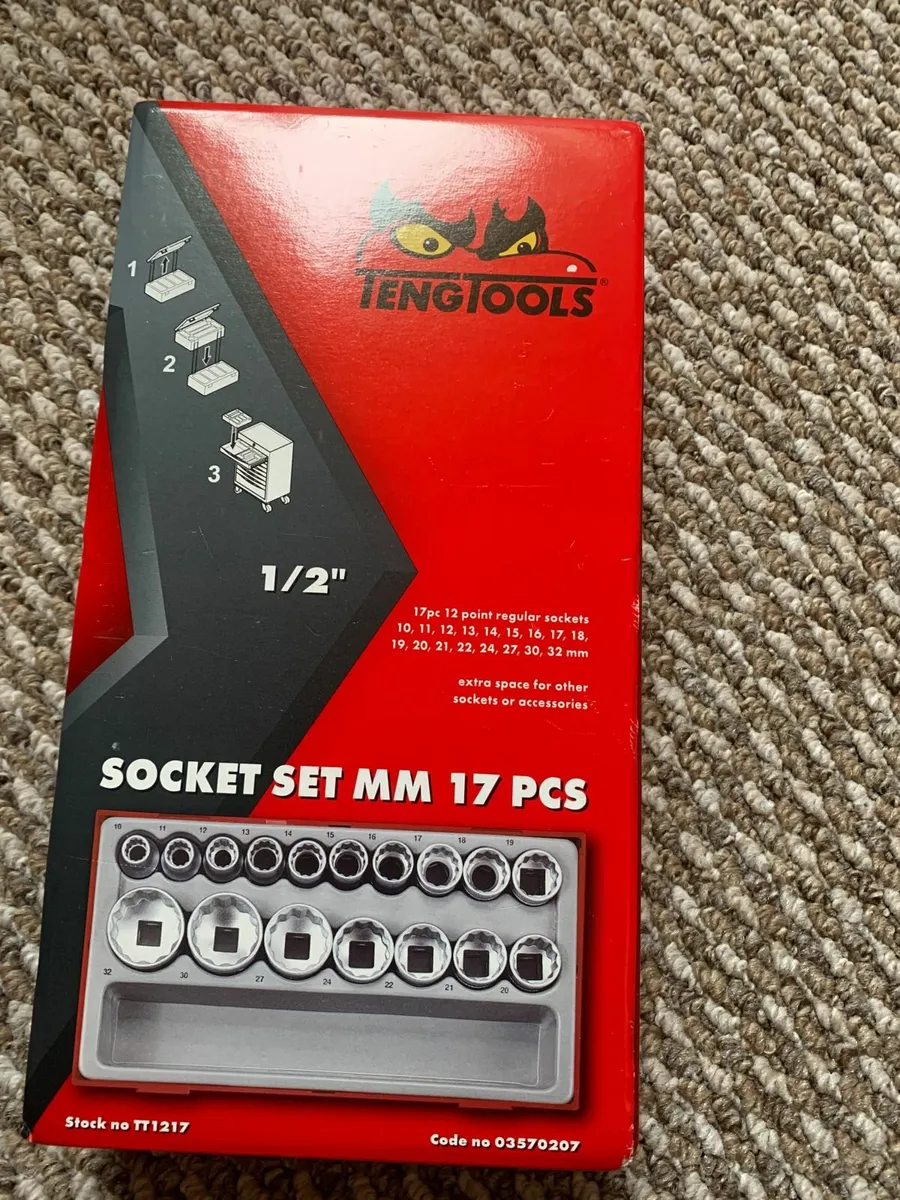 TENGTOOLS®
1
2
3
1/2"
17pc 12 point regular sockets
10, 11, 12, 13, 14, 15, 16, 17, 18,
19, 20, 21, 22, 24, 27, 30, 32 mm
extra space for other
sockets or accessories
SOCKET SET MM 17 PCS
10 11 12 13 14 15 16 17 18 19
32 30 27 24 22 21 20
Stock no TT1217
Code no 03570207